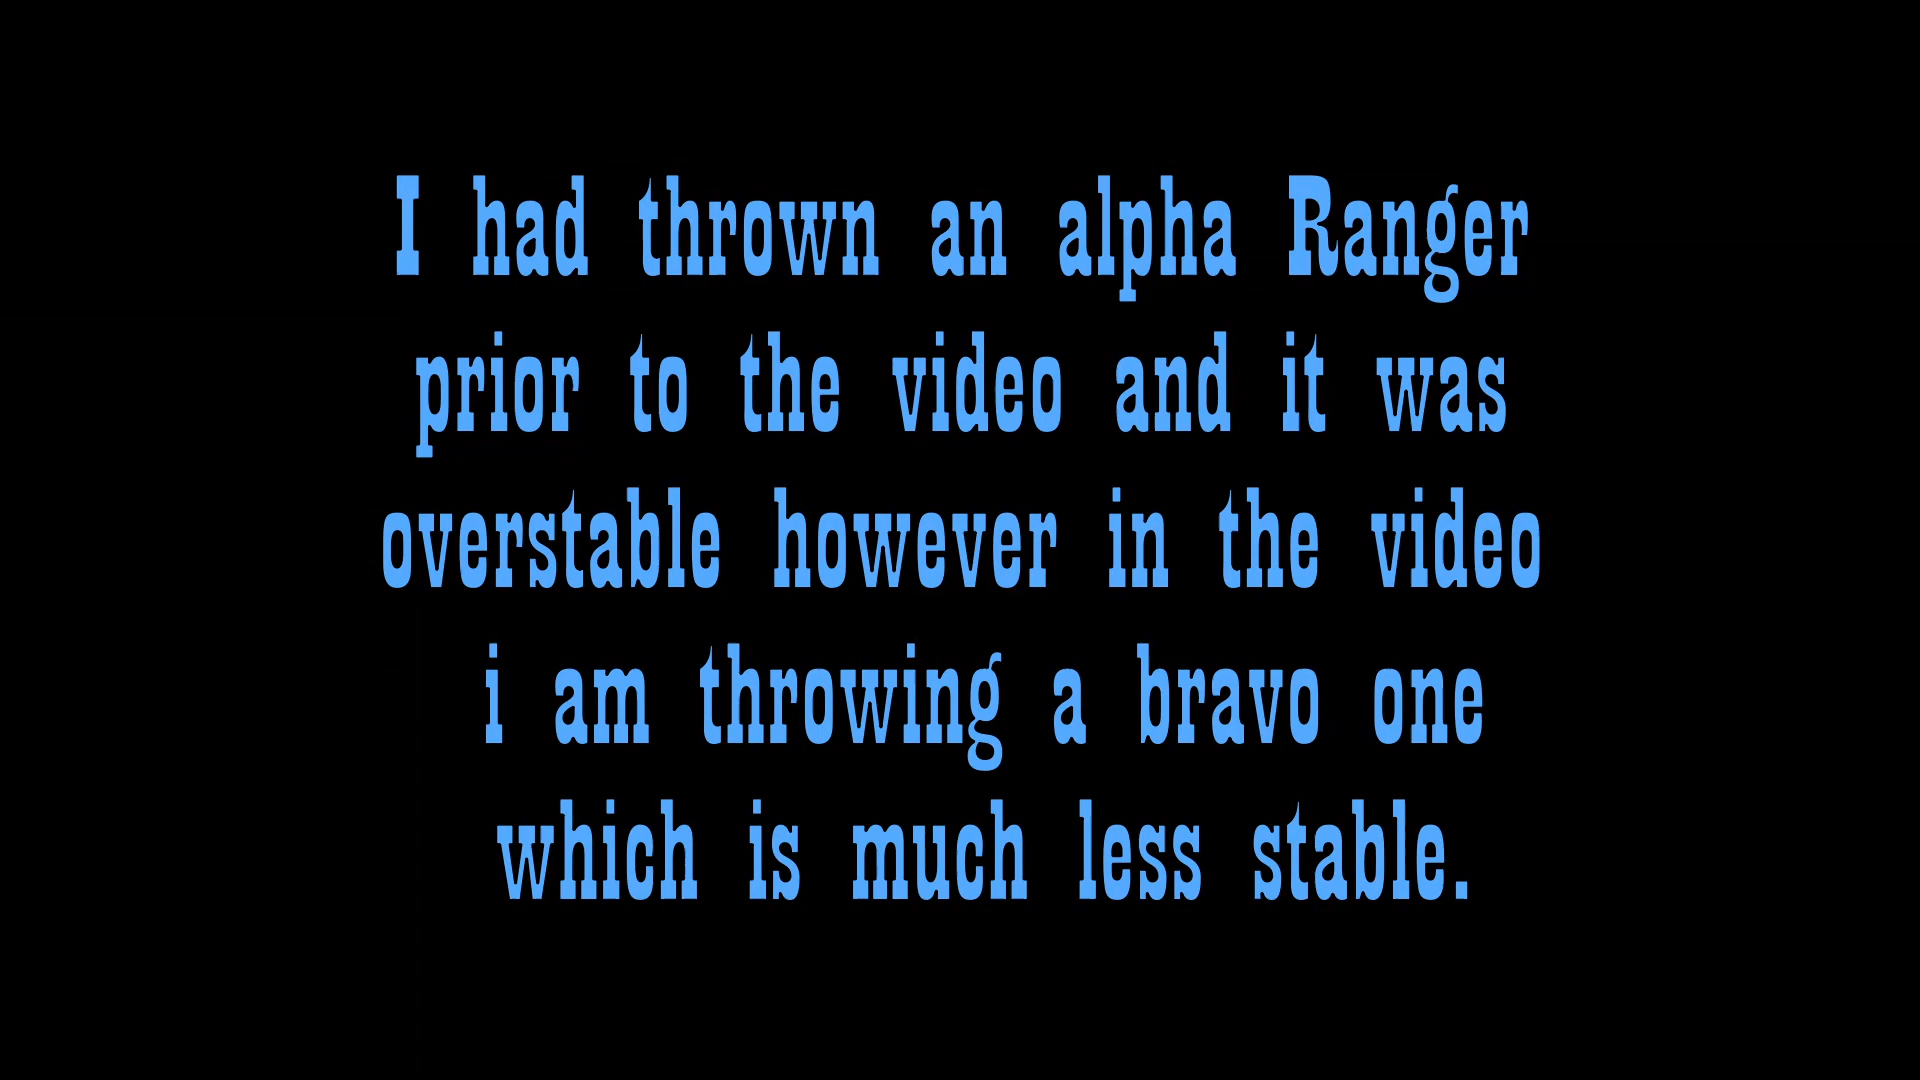 I had thrown an alpha Ranger
prior to the video and it was
overstable however in the video
i am throwing a bravo one
which is much less stable.